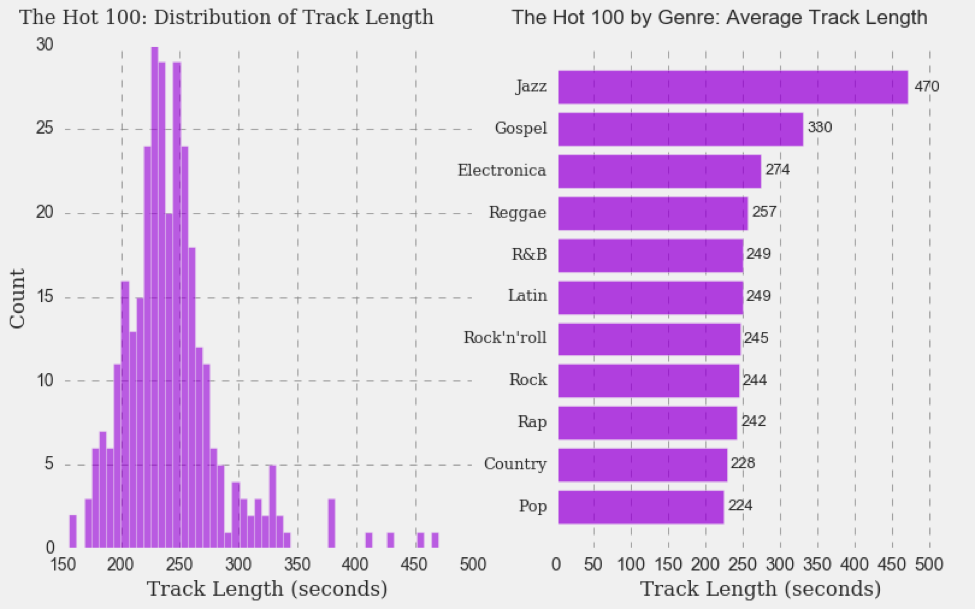 The Hot 100: Distribution of Track Length
30
25
20
15
10
5
0
Count
150 200 250 300 350 400 450 500
Track Length (seconds)
The Hot 100 by Genre: Average Track Length
Jazz 470
Gospel 330
Electronica 274
Reggae 257
R&B 249
Latin 249
Rock'n'roll 245
Rock 244
Rap 242
Country 228
Pop 224
0 50 100 150 200 250 300 350 400 450 500
Track Length (seconds)